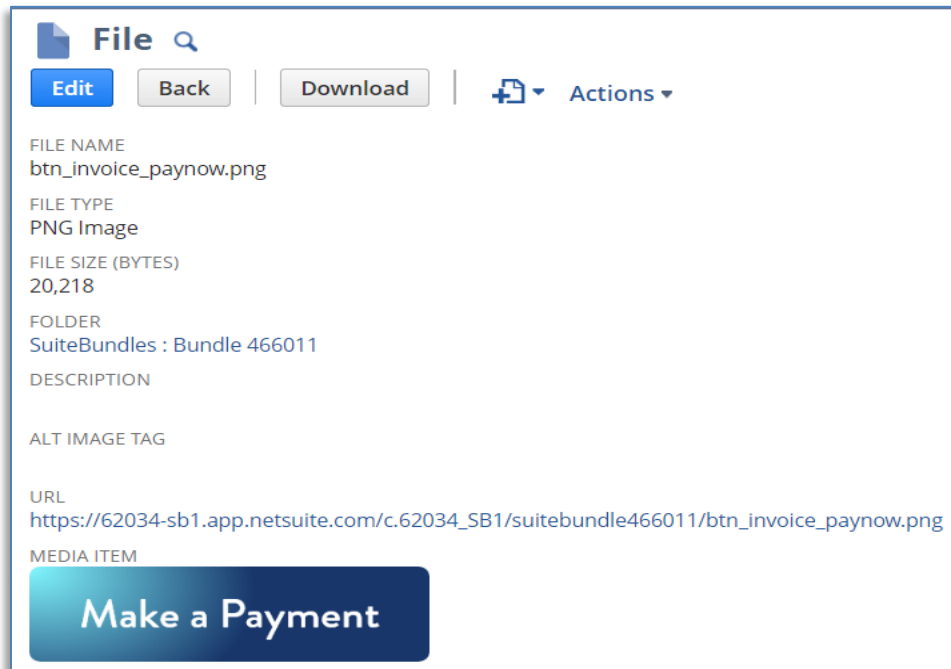 File
Edit Back Download Actions
FILE NAME
btn_invoice_paynow.png
FILE TYPE
PNG Image
FILE SIZE (BYTES)
20,218
FOLDER
SuiteBundles : Bundle 466011
DESCRIPTION
ALT IMAGE TAG
URL
https://62034-sb1.app.netsuite.com/c.62034_SB1/suitebundle466011/btn_invoice_paynow.png
MEDIA ITEM
Make a Payment